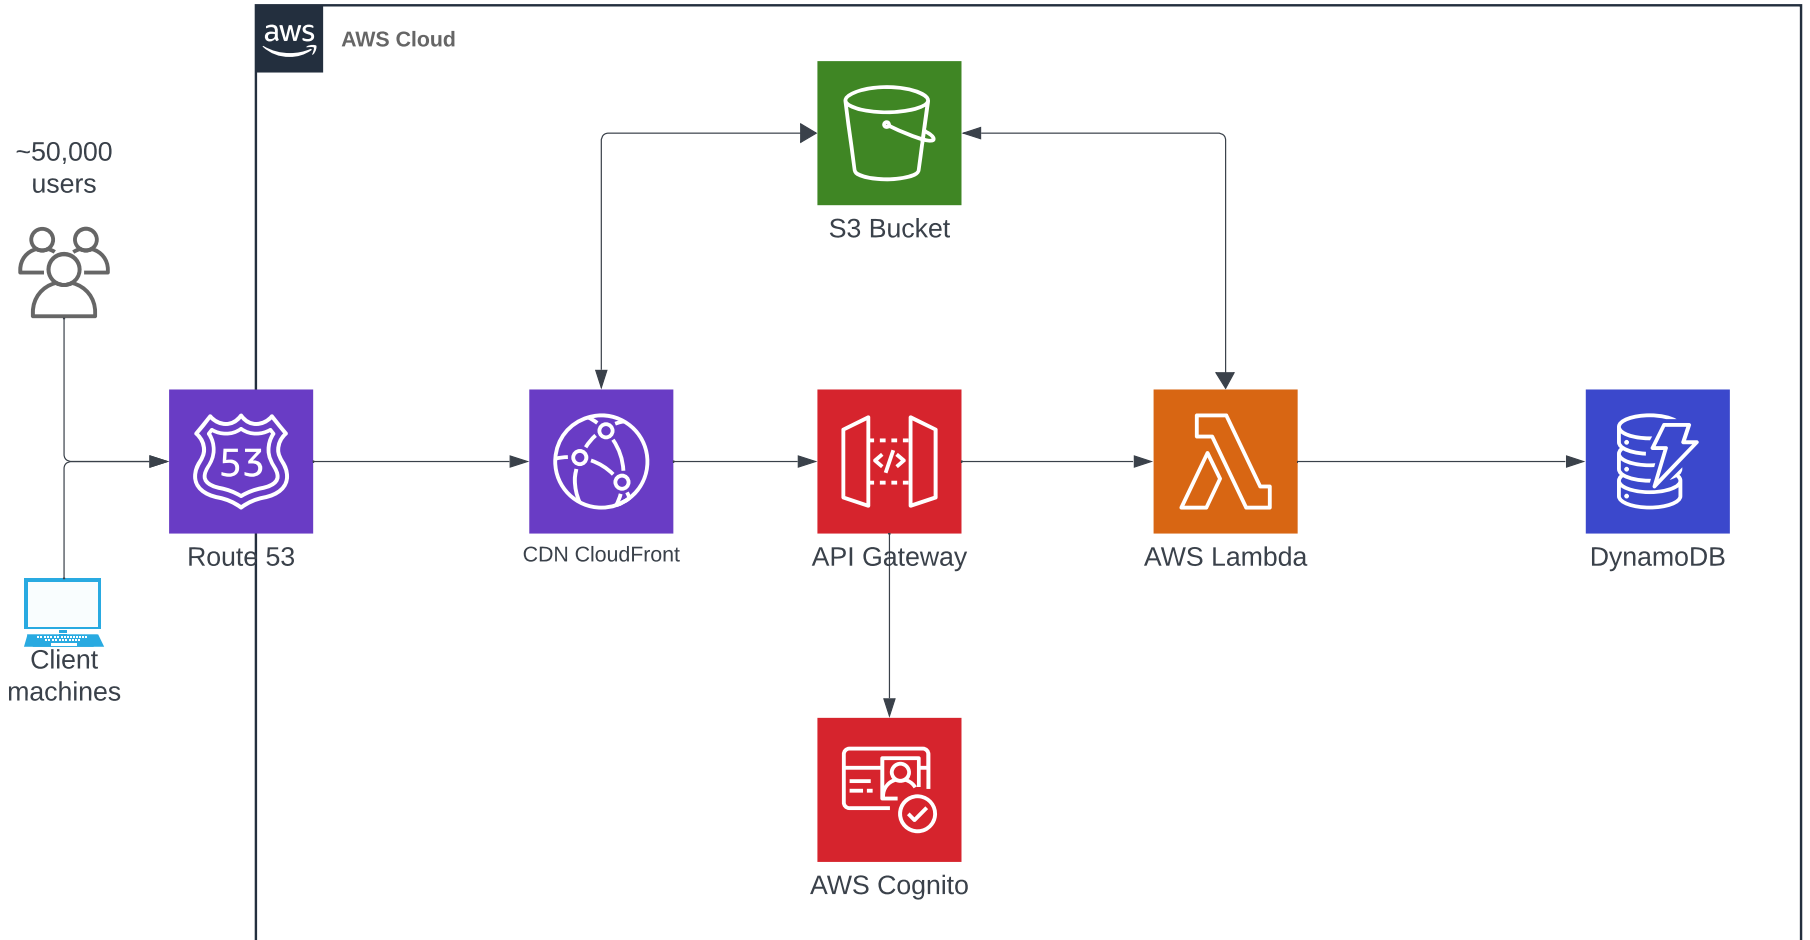 aws
AWS Cloud
~50,000
users
S3 Bucket
53
Route 53
CDN CloudFront
</>
API Gateway
AWS Lambda
DynamoDB
Client
machines
AWS Cognito